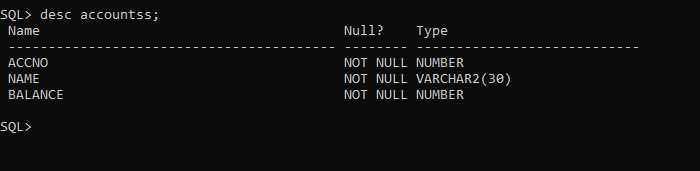 SQL> desc accountss;
 Name                                      Null?    Type
 ----------------------------------------- -------- ----------------------------
 ACCNO                                     NOT NULL NUMBER
 NAME                                      NOT NULL VARCHAR2(30)
 BALANCE                                   NOT NULL NUMBER
SQL>